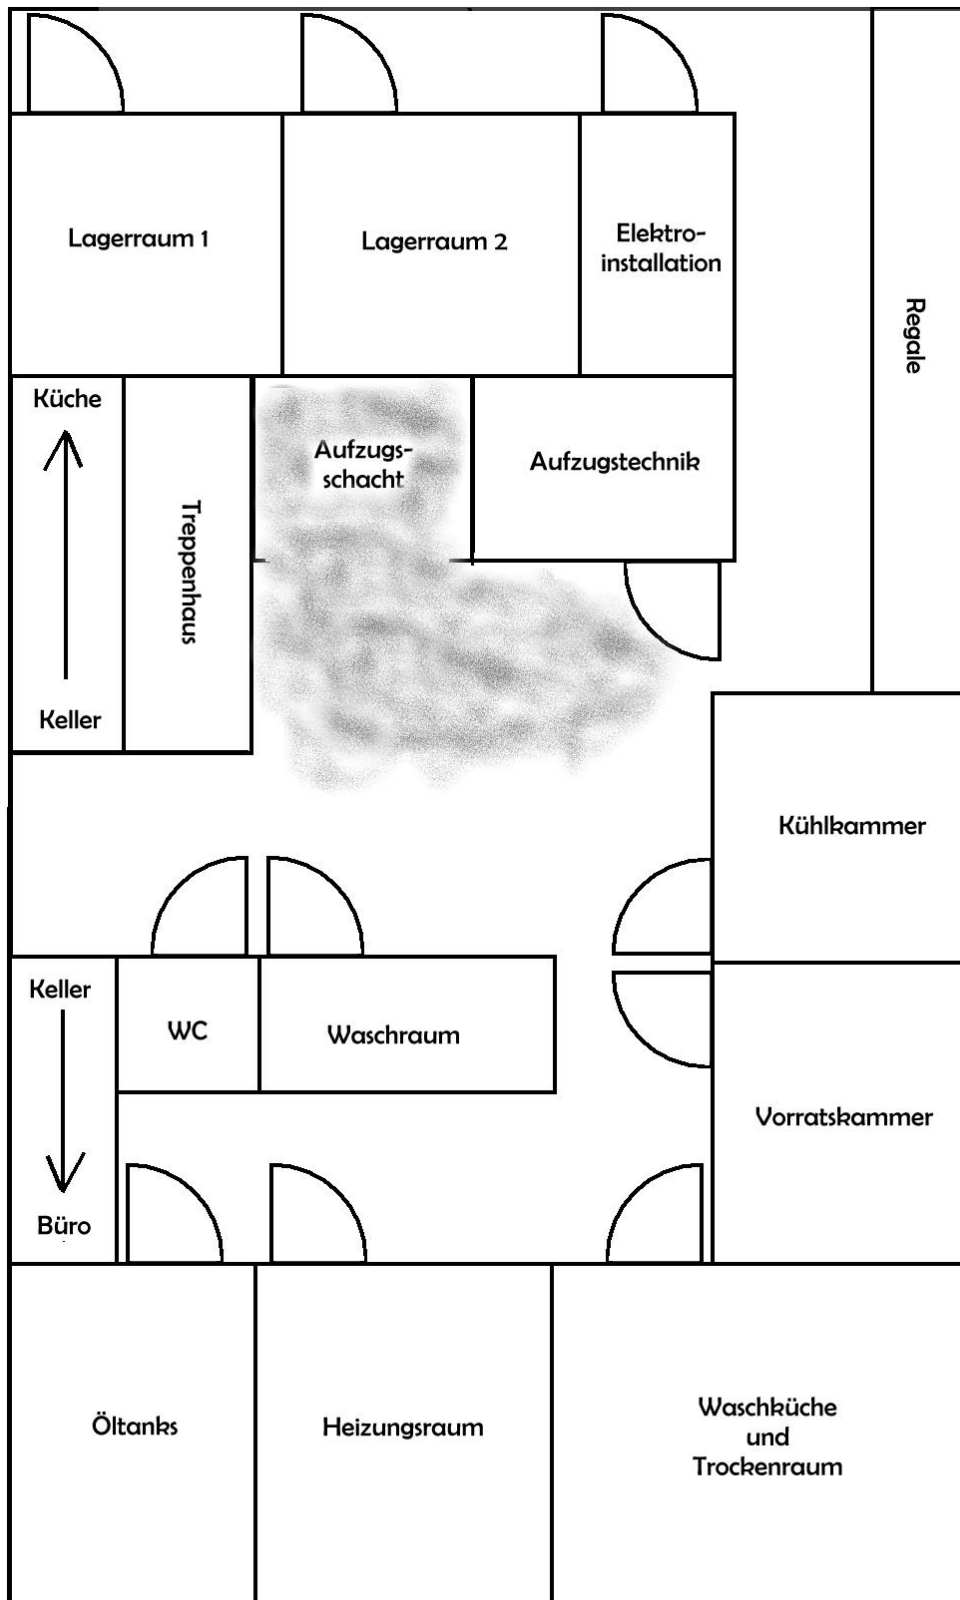 Lagerraum 1
Lagerraum 2
Elektro-
installation
Regale
Küche
Keller
Treppenhaus
Aufzugs-
schacht
Aufzugstechnik
Kühlkammer
Keller
Büro
WC
Waschraum
Vorratskammer
Öltanks
Heizungsraum
Waschküche
und
Trockenraum